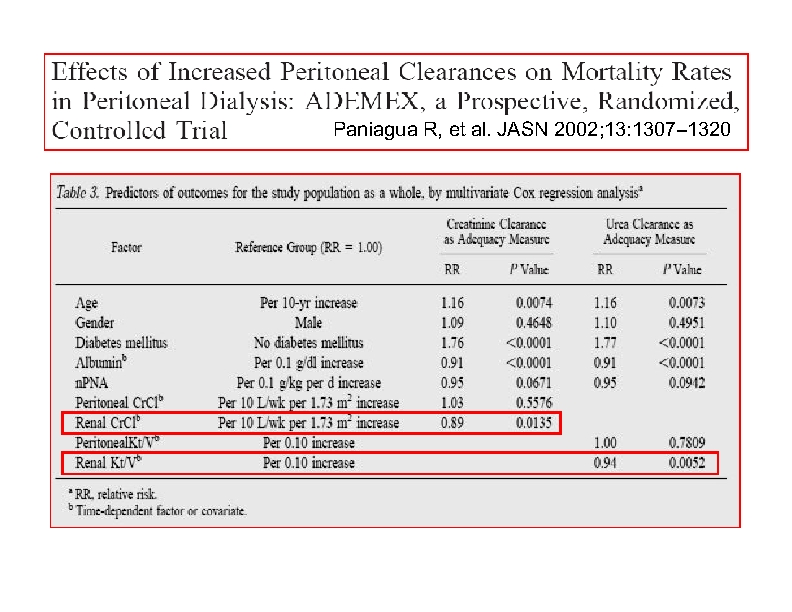 Effects of Increased Peritoneal Clearances on Mortality Rates
in Peritoneal Dialysis: ADEMEX, a Prospective, Randomized,
Controlled Trial Paniagua R, et al. JASN 2002;13:1307–1320
Table 3. Predictors of outcomes for the study population as a whole, by multivariate Cox regression analysisᵃ
Creatinine Clearance Urea Clearance as
Factor Reference Group (RR = 1.00) as Adequacy Measure Adequacy Measure
RR P Value RR P Value
Age Per 10-yr increase 1.16 0.0074 1.16 0.0073
Gender Male 1.09 0.4648 1.10 0.4951
Diabetes mellitus No diabetes mellitus 1.76 <0.0001 1.77 <0.0001
Albuminᵇ Per 0.1 g/dl increase 0.91 <0.0001 0.91 <0.0001
nPNA Per 0.1 g/kg per d increase 0.95 0.0671 0.95 0.0942
Peritoneal CrClᵇ Per 10 L/wk per 1.73 m² increase 1.03 0.5576
Renal CrClᵇ Per 10 L/wk per 1.73 m² increase 0.89 0.0135
PeritonealKt/Vᵇ Per 0.10 increase 1.00 0.7809
Renal Kt/Vᵇ Per 0.10 increase 0.94 0.0052
ᵃ RR, relative risk.
ᵇ Time-dependent factor or covariate.